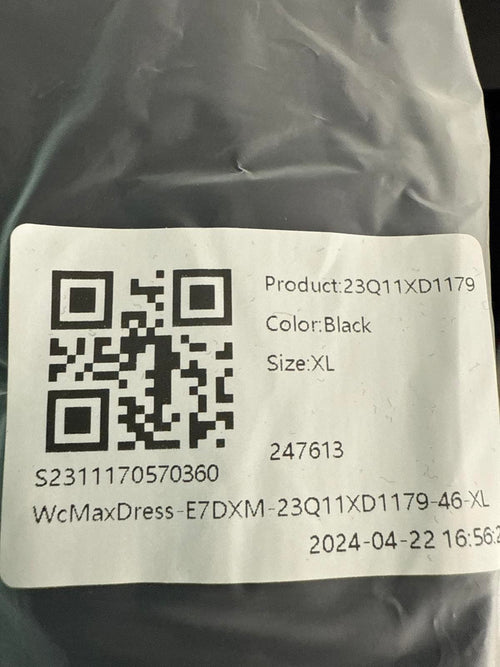 Product:23Q11XD1179
Color:Black
Size:XL
247613
S2311170570360
WcMaxDress-E7DXM-23Q11XD1179-46-XL
2024-04-22 16:56:2